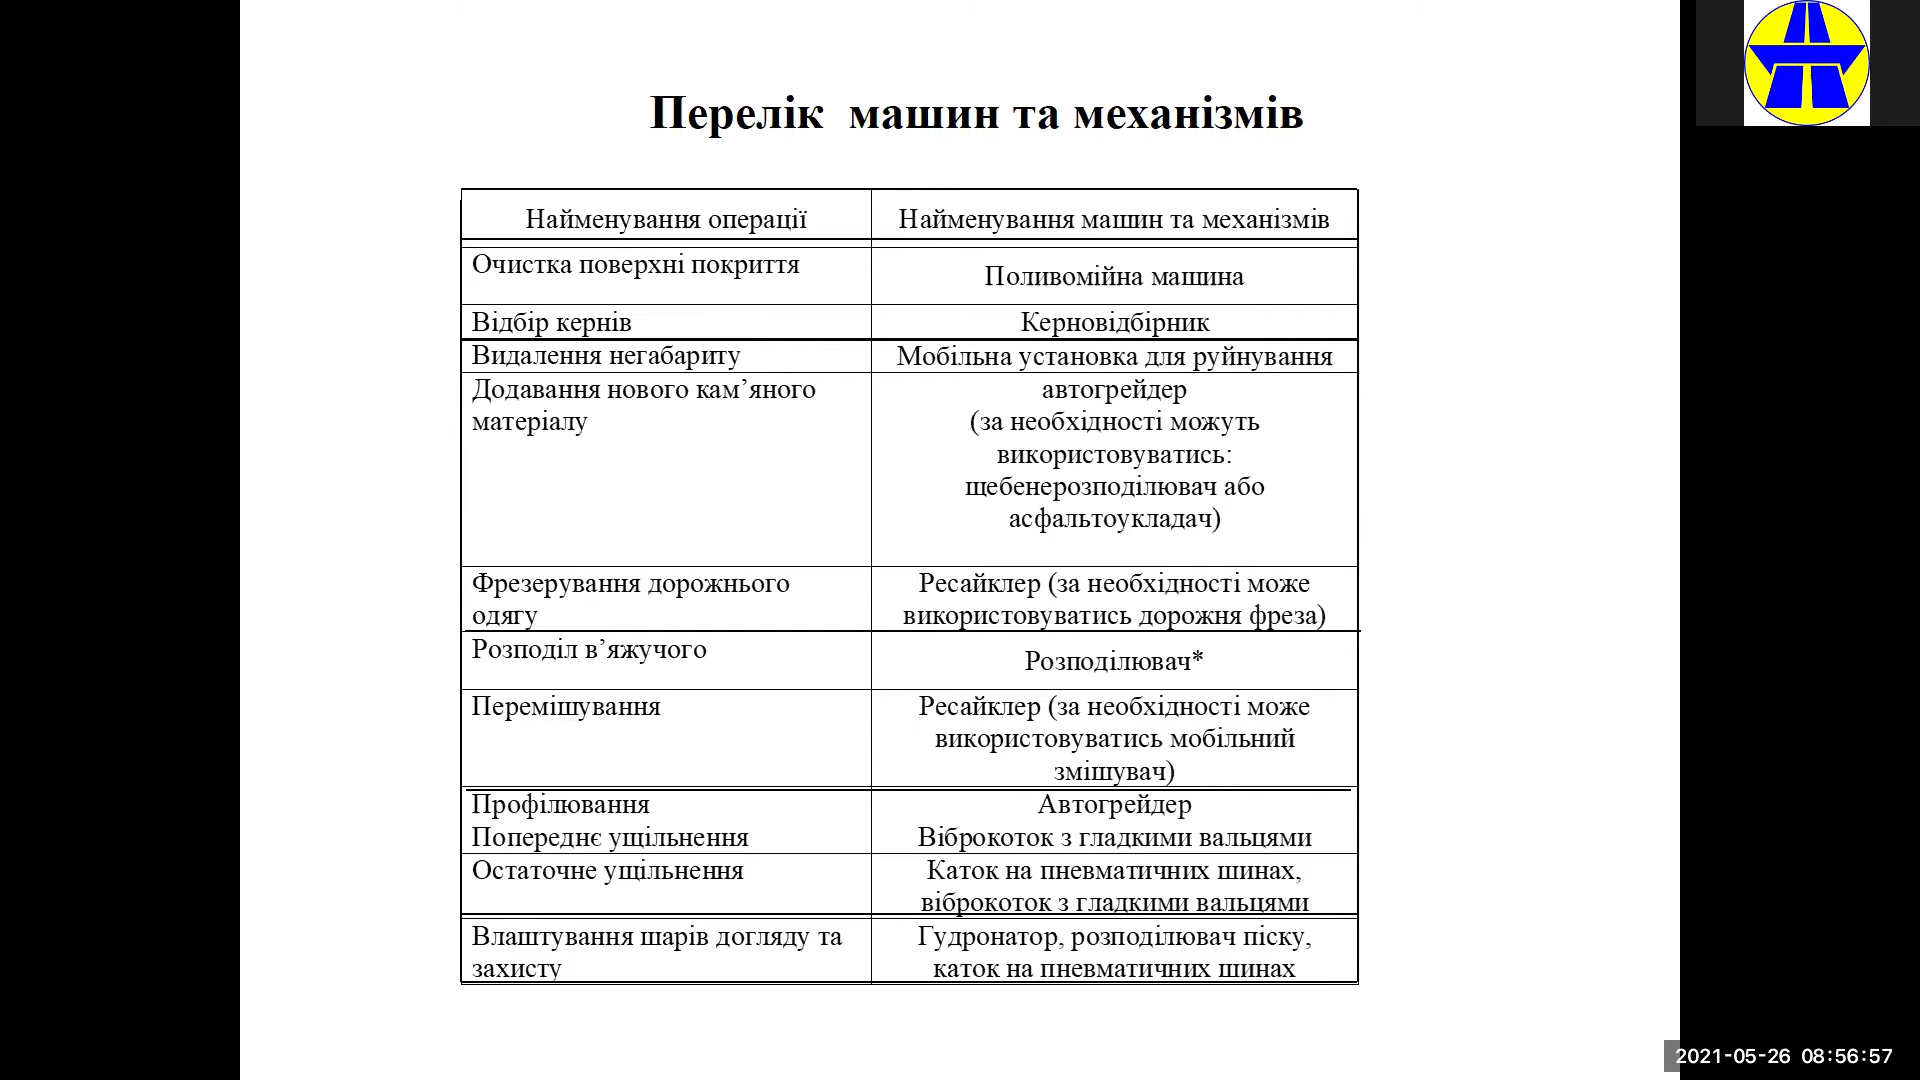 Перелік машин та механізмів
Найменування операції
Найменування машин та механізмів
Очистка поверхні покриття
Поливомійна машина
Відбір кернів
Керновідбірник
Видалення негабариту
Мобільна установка для руйнування
Додавання нового кам’яного
матеріалу
автогрейдер
(за необхідності можуть
використовуватись:
щебенерозподілювач або
асфальтоукладач)
Фрезерування дорожнього
одягу
Ресайклер (за необхідності може
використовуватись дорожня фреза)
Розподіл в’яжучого
Розподілювач*
Перемішування
Ресайклер (за необхідності може
використовуватись мобільний
змішувач)
Профілювання
Автогрейдер
Попереднє ущільнення
Віброкоток з гладкими вальцями
Остаточне ущільнення
Каток на пневматичних шинах,
віброкоток з гладкими вальцями
Влаштування шарів догляду та
захисту
Гудронатор, розподілювач піску,
каток на пневматичних шинах
2021-05-26 08:56:57